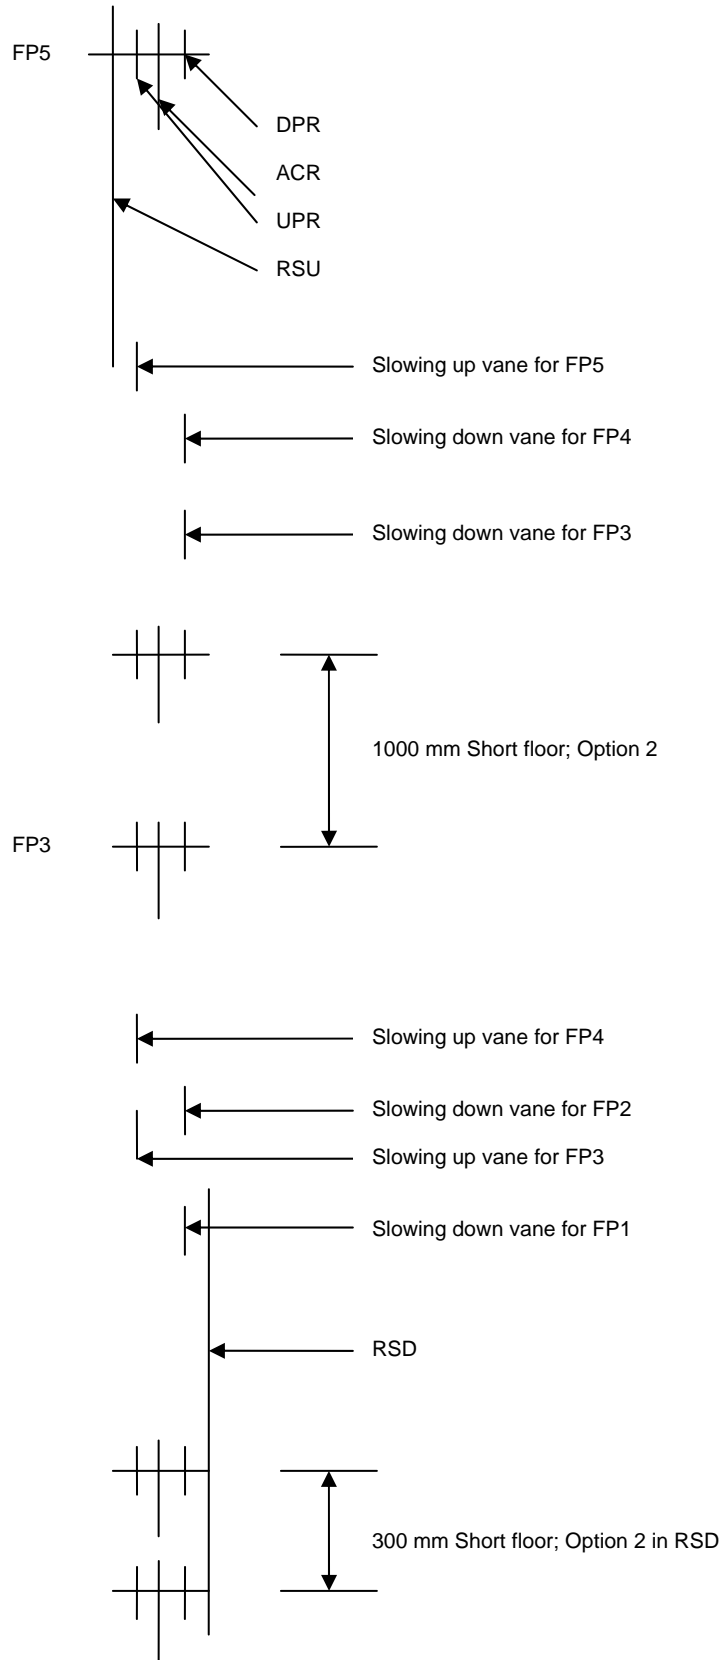 FP5
DPR
ACR
UPR
RSU
Slowing up vane for FP5
Slowing down vane for FP4
Slowing down vane for FP3
1000 mm Short floor; Option 2
FP3
Slowing up vane for FP4
Slowing down vane for FP2
Slowing up vane for FP3
Slowing down vane for FP1
RSD
300 mm Short floor; Option 2 in RSD